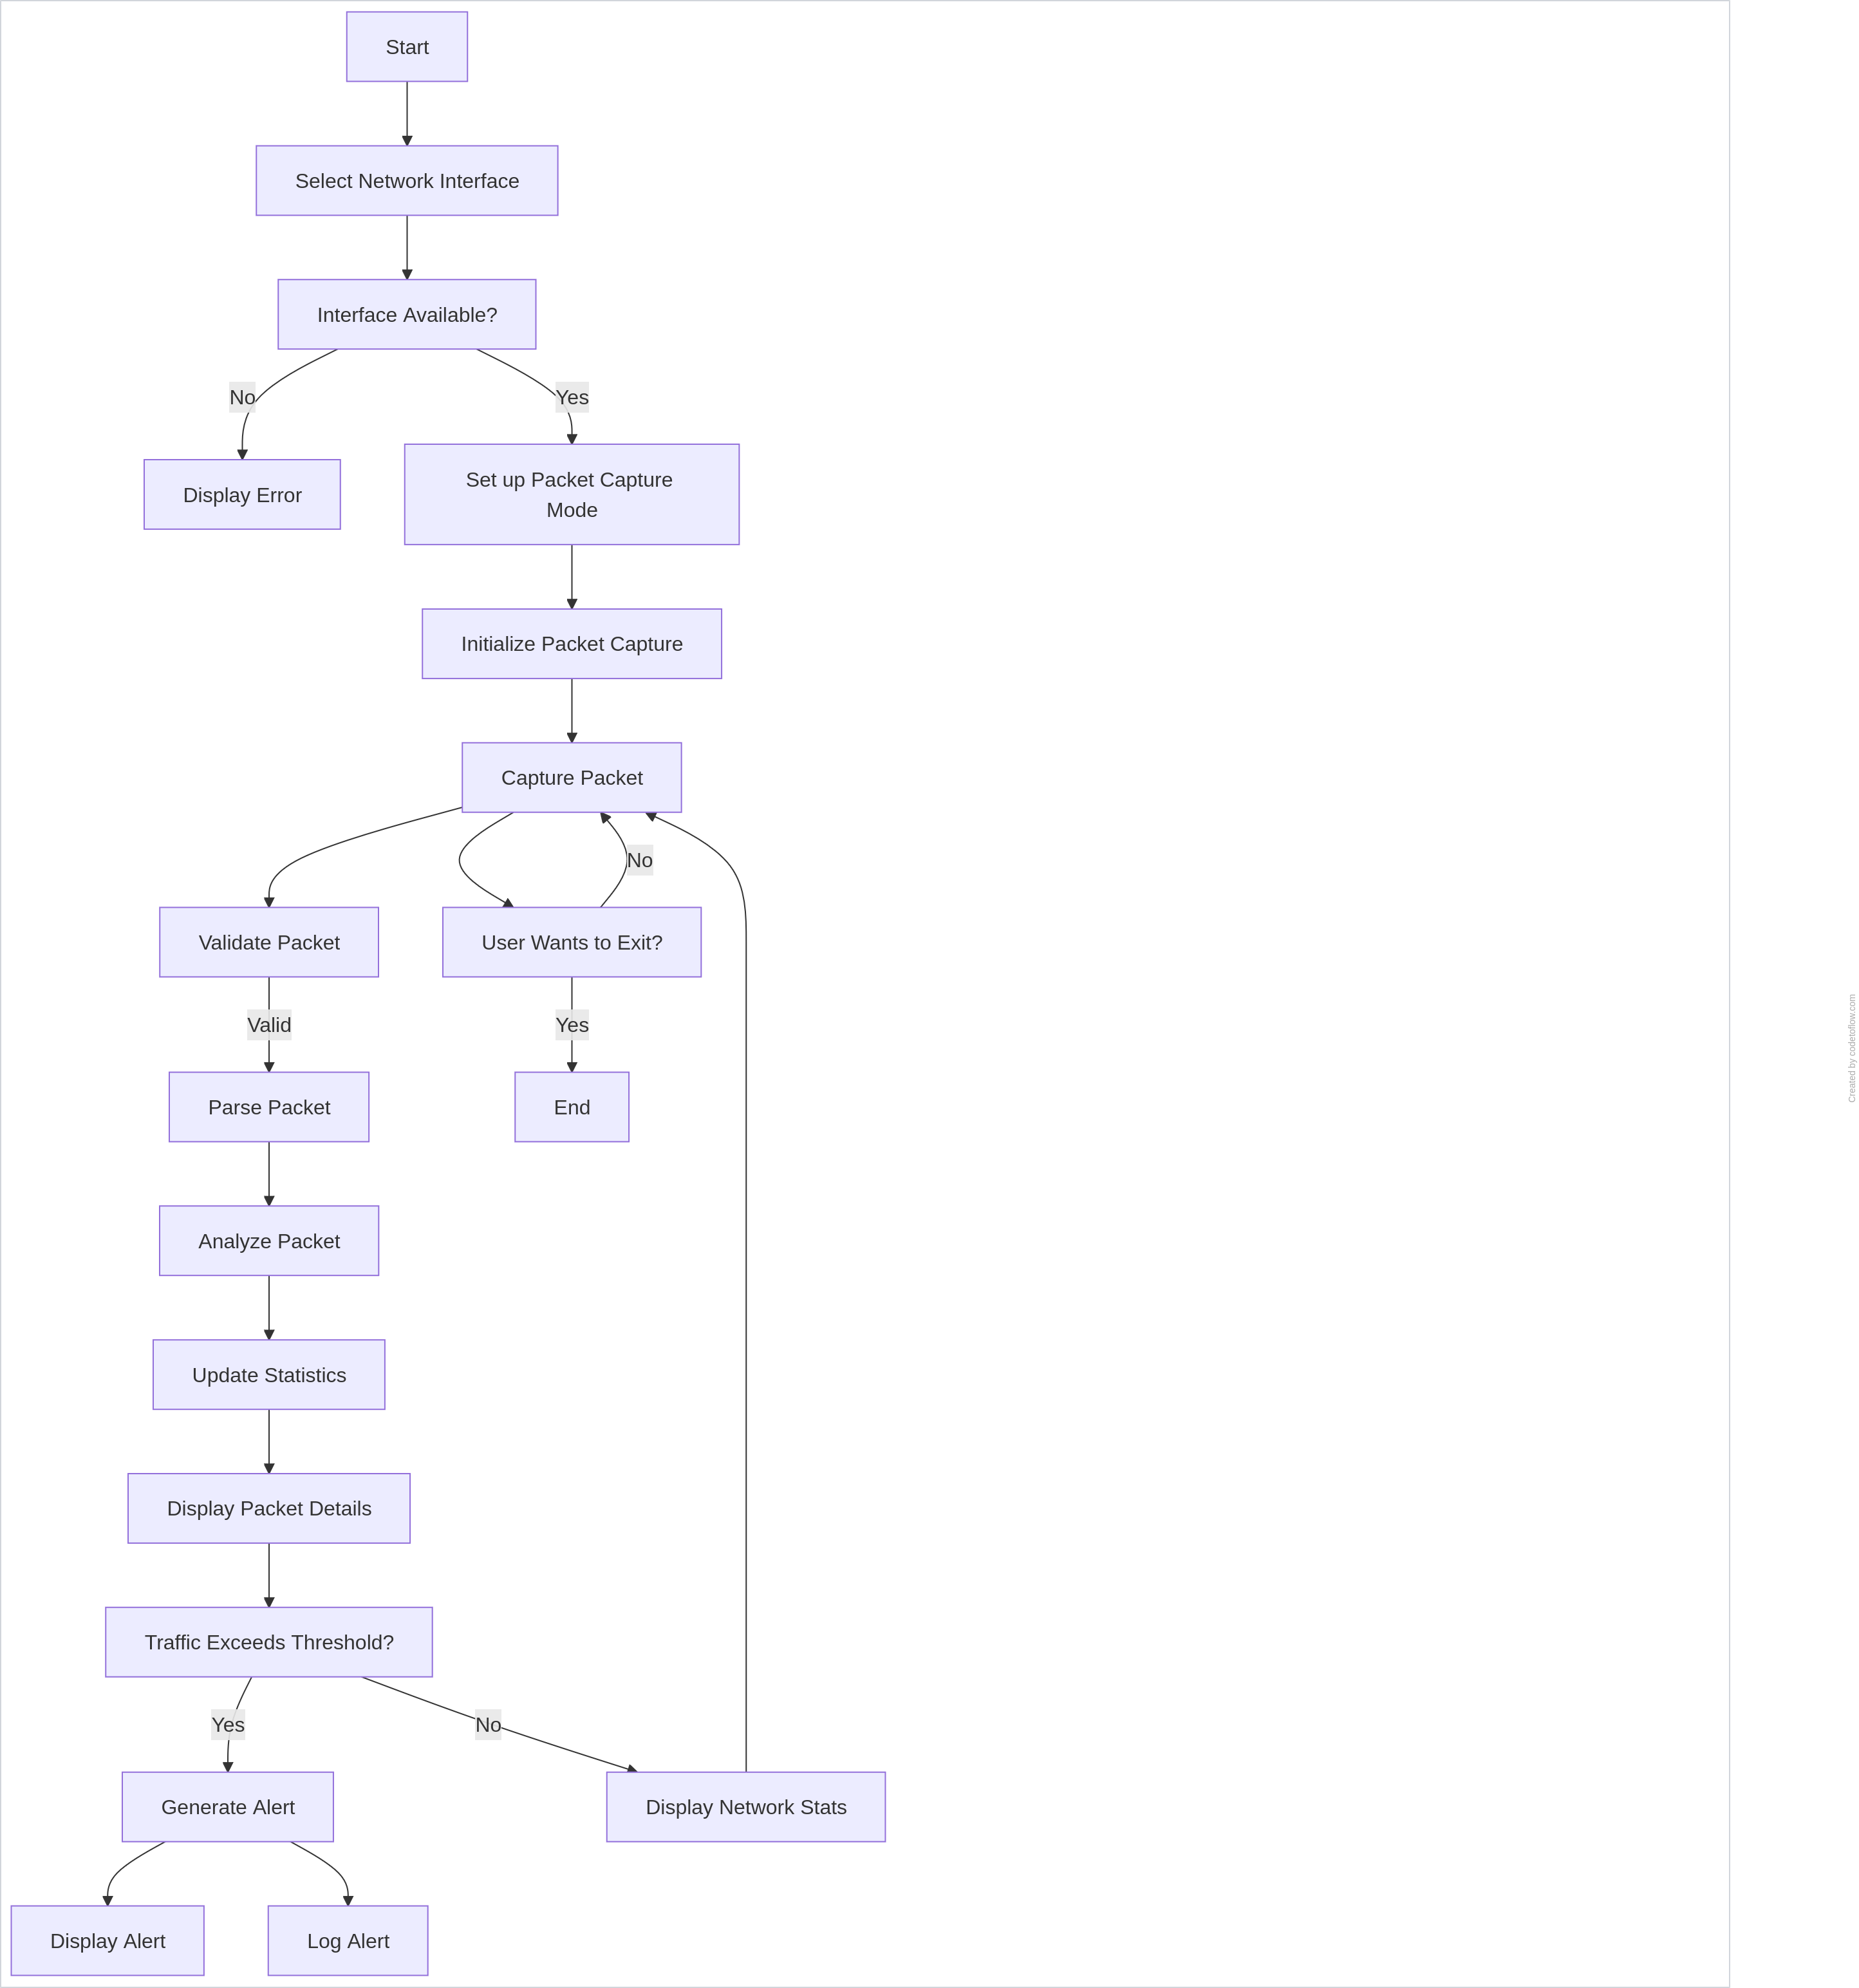 Start
Select Network Interface
Interface Available?
No
Yes
Display Error
Set up Packet Capture
Mode
Initialize Packet Capture
Capture Packet
No
Validate Packet
User Wants to Exit?
Valid
Yes
Parse Packet
End
Analyze Packet
Update Statistics
Display Packet Details
Traffic Exceeds Threshold?
Yes
No
Generate Alert
Display Network Stats
Display Alert
Log Alert
Created by codetoflow.com